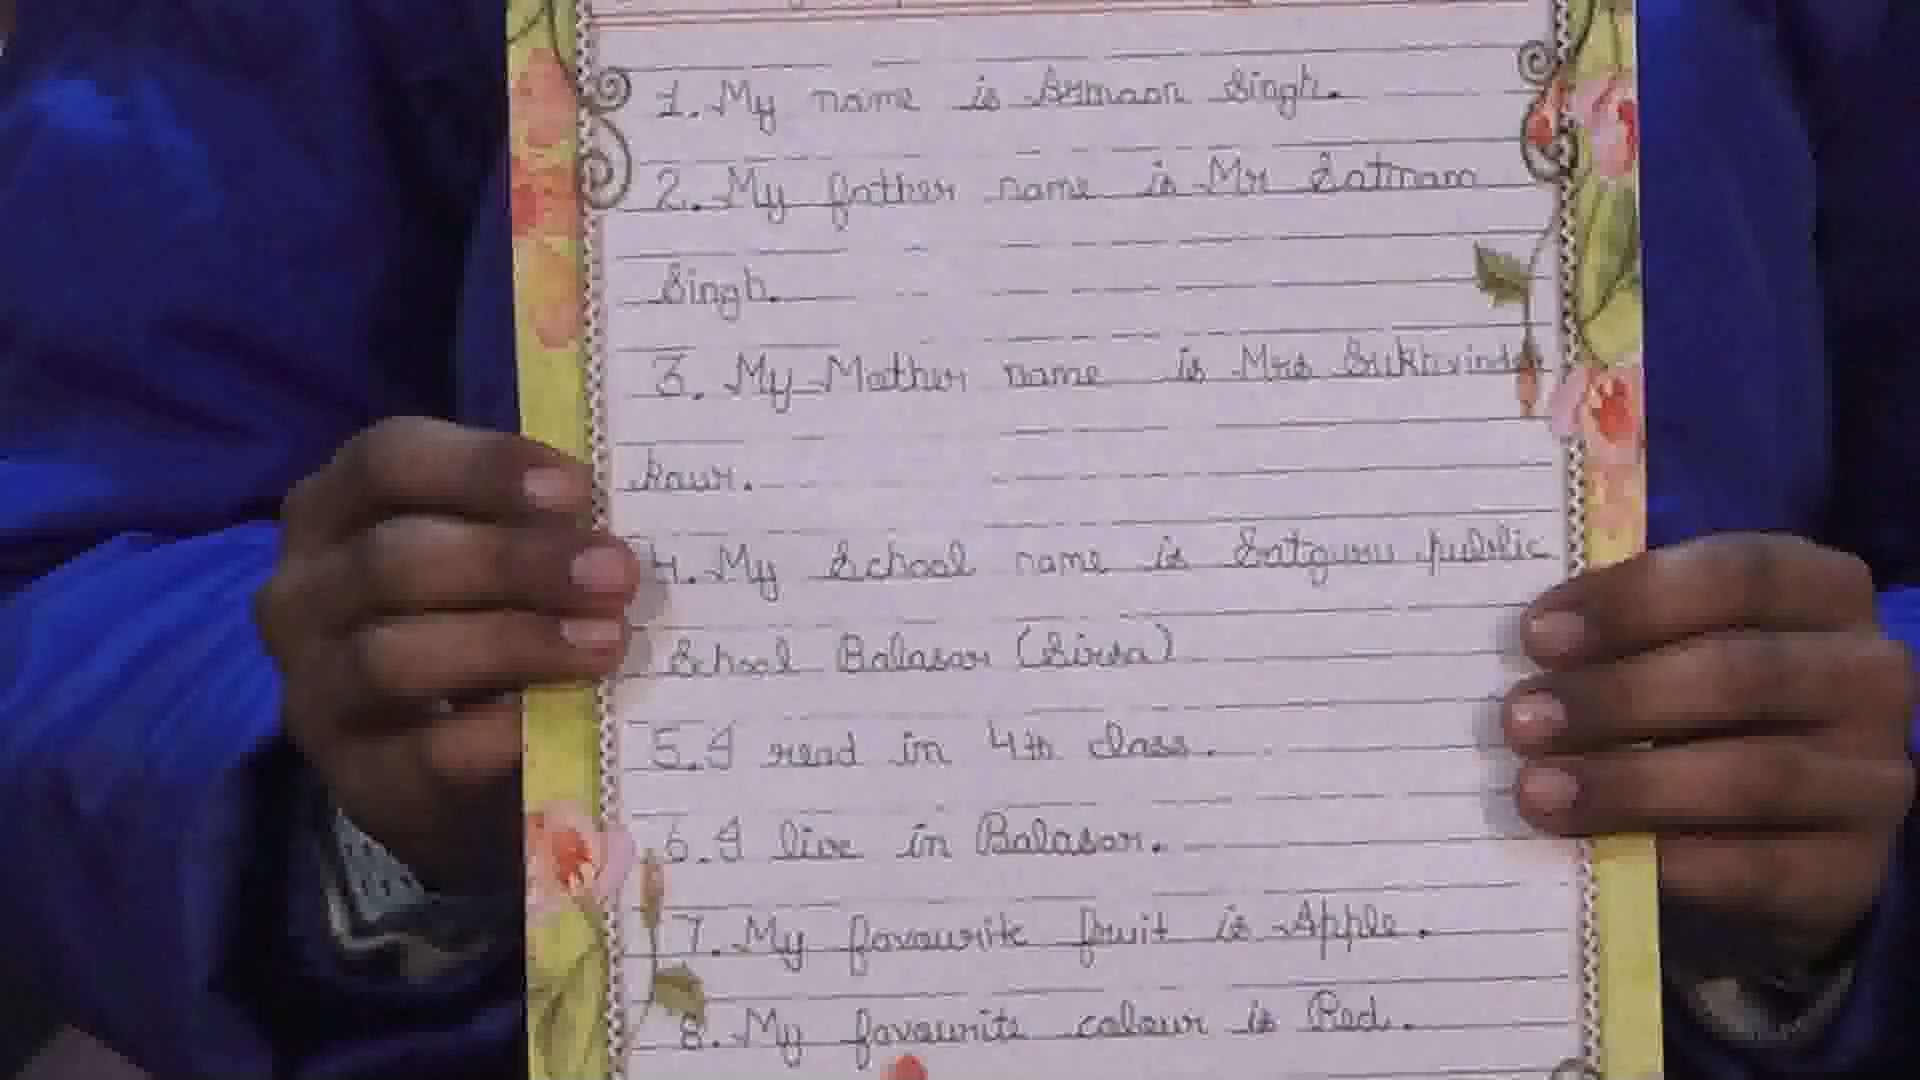 1. My name is Armaan Singh.
2. My father name is Mr Satnam
Singh.
3. My Mother name is Mrs Sukhvinder
kaur.
4. My School name is Satguru public
School Balasar (Sirsa)
5. I read in 4th class.
6. I live in Balasar.
7. My favourite fruit is Apple.
8. My favourite colour is Red.